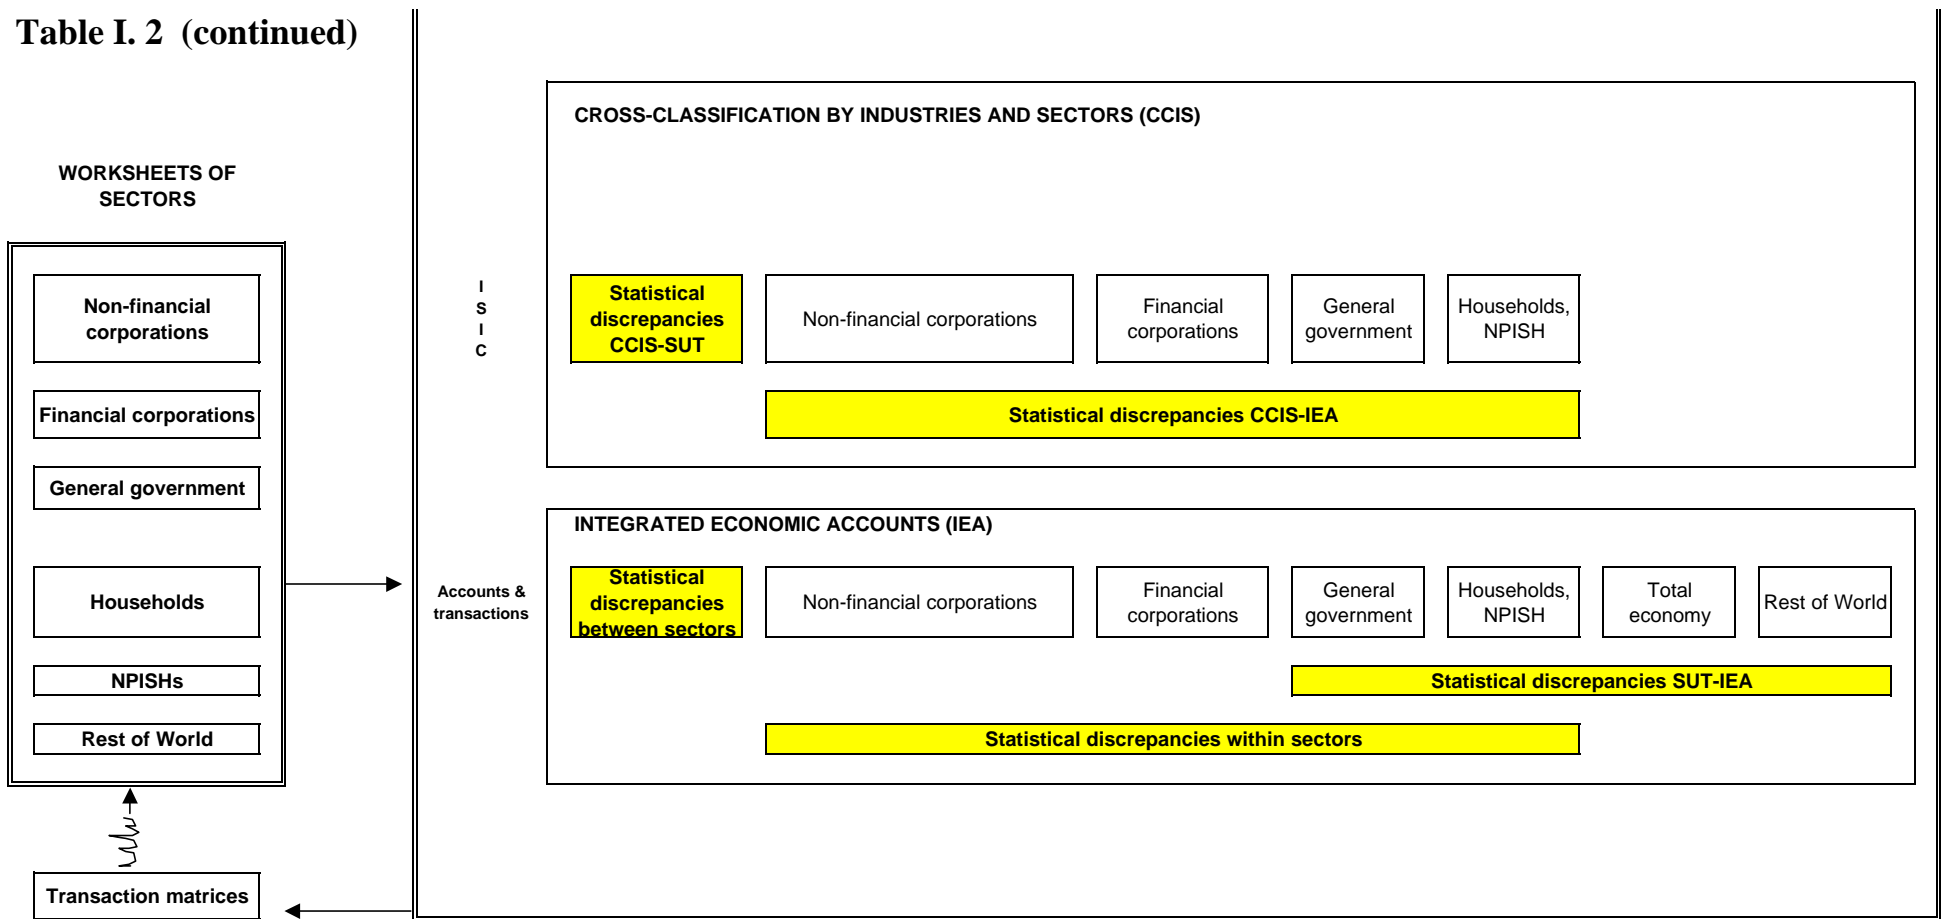 Table I. 2 (continued)
WORKSHEETS OF
SECTORS
Non-financial
corporations
Financial corporations
General government
Households
NPISHs
Rest of World
Transaction matrices
CROSS-CLASSIFICATION BY INDUSTRIES AND SECTORS (CCIS)
I
S
I
C
Statistical
discrepancies
CCIS-SUT
Non-financial corporations
Financial
corporations
General
government
Households,
NPISH
Statistical discrepancies CCIS-IEA
INTEGRATED ECONOMIC ACCOUNTS (IEA)
Accounts &
transactions
Statistical
discrepancies
between sectors
Non-financial corporations
Financial
corporations
General
government
Households,
NPISH
Total
economy
Rest of World
Statistical discrepancies SUT-IEA
Statistical discrepancies within sectors